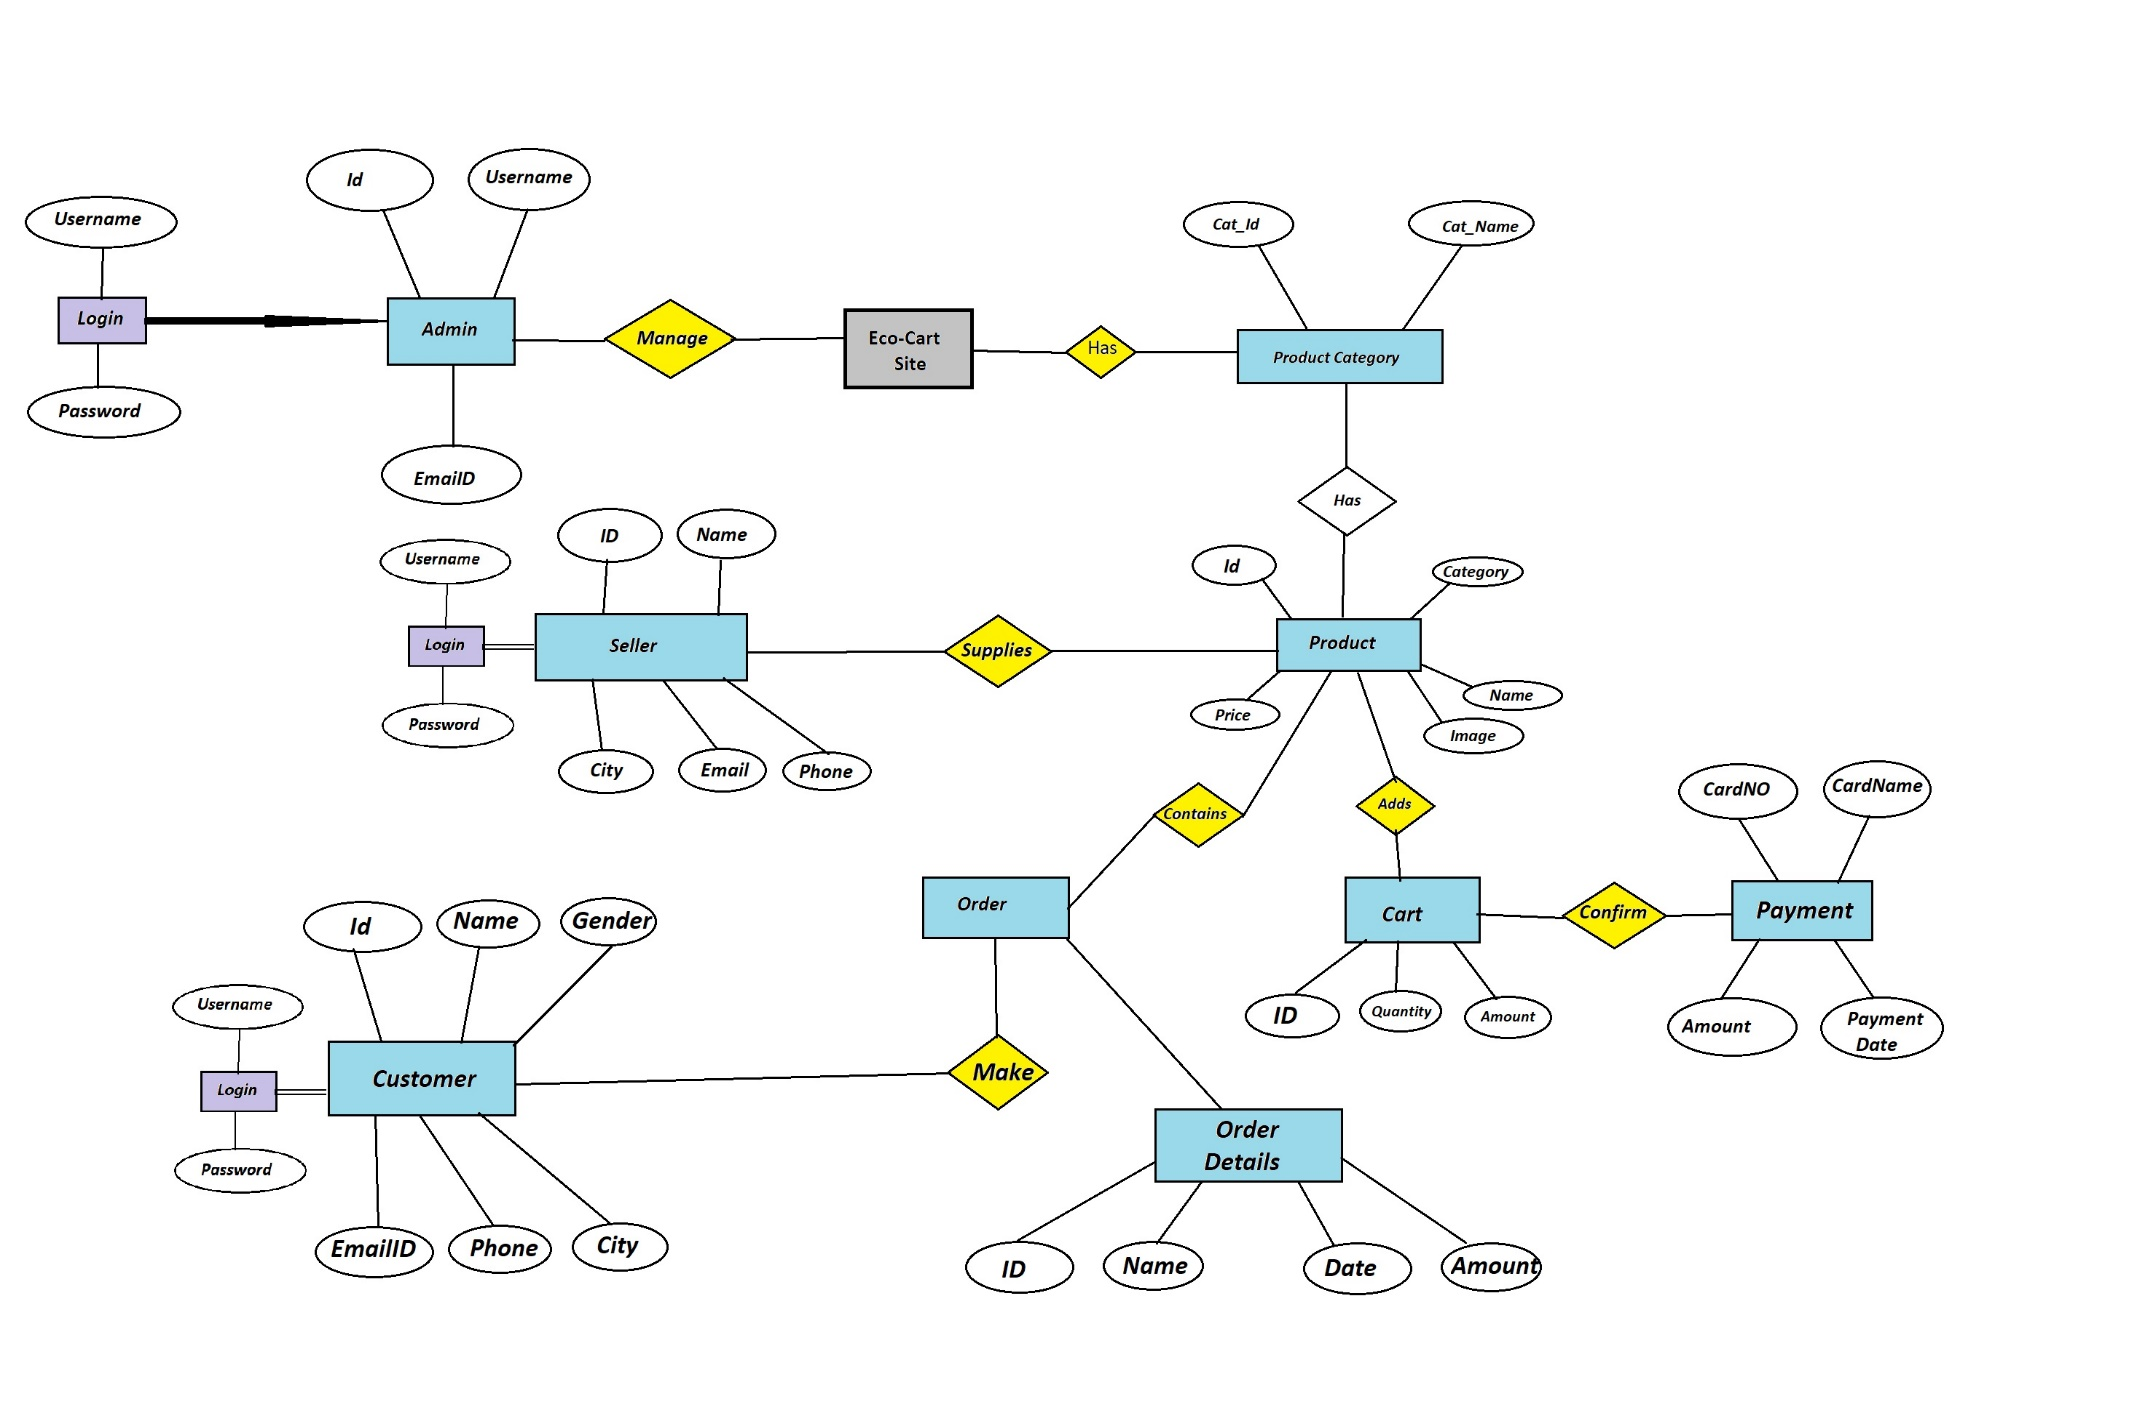 Id
Username
Username
Cat_Id
Cat_Name
Login
Admin
Manage
Eco-Cart
Site
Has
Product Category
Password
EmailD
Has
ID
Name
Username
Id
Category
Login
Seller
Supplies
Product
Name
Password
Price
Image
City
Email
Phone
Contains
Adds
CardNO
CardName
Order
Cart
Confirm
Payment
Id
Name
Gender
Username
ID
Quantity
Amount
Amount
Payment
Date
Login
Customer
Make
Password
Order
Details
EmailID
Phone
City
ID
Name
Date
Amount